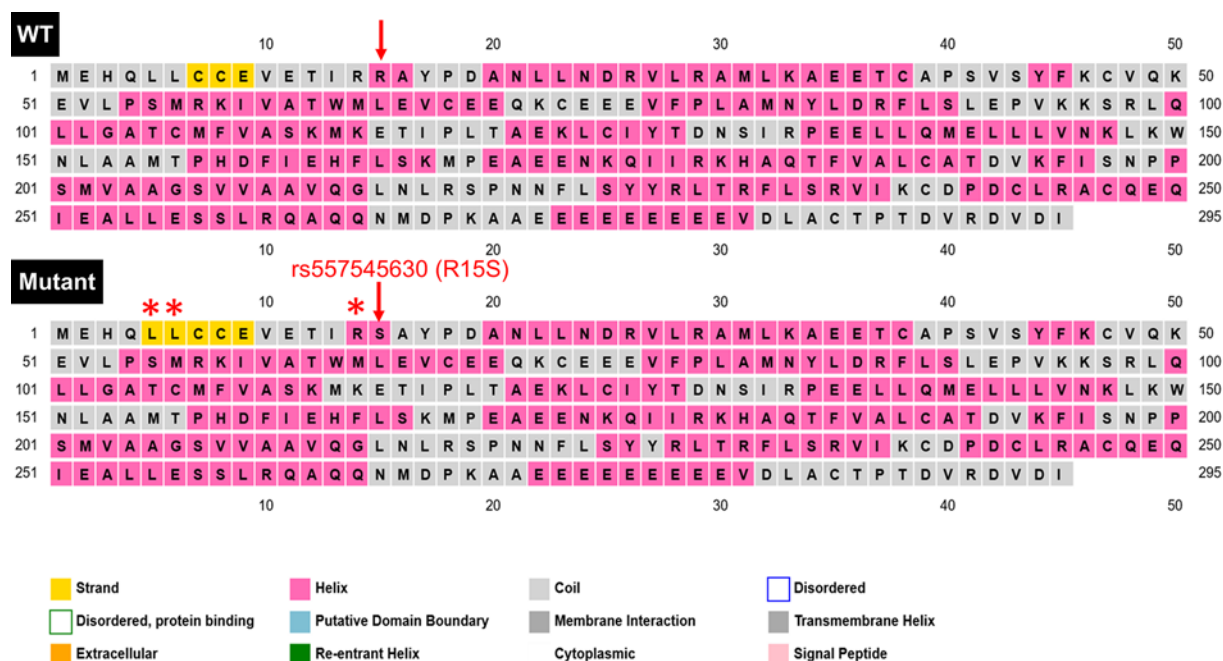 WT
10 20 30 40 50
1 M E H Q L L C C E V E T I R R A Y P D A N L L N D R V L R A M L K A E E T C A P S V S Y F K C V Q K 50
51 E V L P S M R K I V A T W M L E V C E E Q K C E E E V F P L A M N Y L D R F L S L E P V K K S R L Q 100
101 L L G A T C M F V A S K M K E T I P L T A E K L C I Y T D N S I R P E E L L Q M E L L L V N K L K W 150
151 N L A A M T P H D F I E H F L S K M P E A E E N K Q I I R K H A Q T F V A L C A T D V K F I S N P P 200
201 S M V A A G S V V A A V Q G L N L R S P N N F L S Y Y R L T R F L S R V I K C D P D C L R A C Q E Q 250
251 I E A L L E S S L R Q A Q Q N M D P K A A E E E E E E E E E V D L A C T P T D V R D V D I 295
10 20 30 40 50
Mutant
rs557545630 (R15S)
* * *
10 20 30 40 50
1 M E H Q L L C C E V E T I R S A Y P D A N L L N D R V L R A M L K A E E T C A P S V S Y F K C V Q K 50
51 E V L P S M R K I V A T W M L E V C E E Q K C E E E V F P L A M N Y L D R F L S L E P V K K S R L Q 100
101 L L G A T C M F V A S K M K E T I P L T A E K L C I Y T D N S I R P E E L L Q M E L L L V N K L K W 150
151 N L A A M T P H D F I E H F L S K M P E A E E N K Q I I R K H A Q T F V A L C A T D V K F I S N P P 200
201 S M V A A G S V V A A V Q G L N L R S P N N F L S Y Y R L T R F L S R V I K C D P D C L R A C Q E Q 250
251 I E A L L E S S L R Q A Q Q N M D P K A A E E E E E E E E E V D L A C T P T D V R D V D I 295
10 20 30 40 50
Strand Helix Coil Disordered
Disordered, protein binding Putative Domain Boundary Membrane Interaction Transmembrane Helix
Extracellular Re-entrant Helix Cytoplasmic Signal Peptide